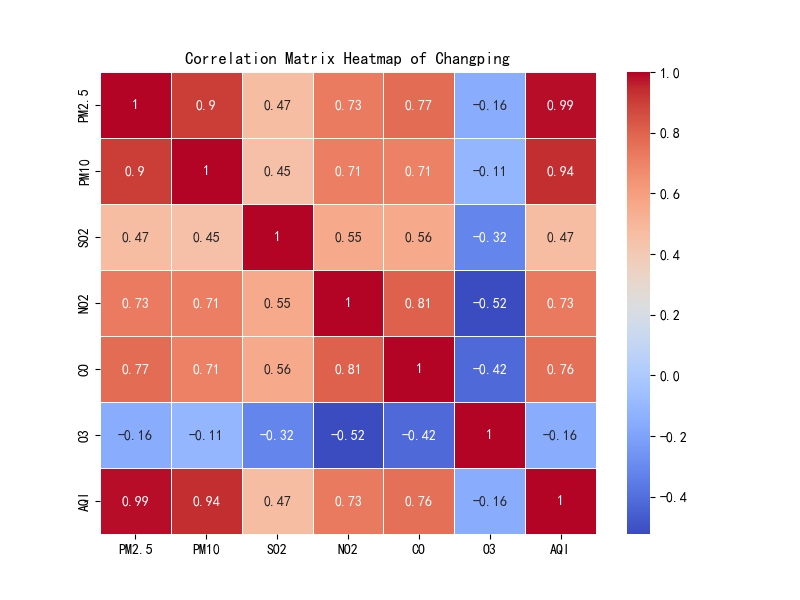 Correlation Matrix Heatmap of Changping
PM2.5 1 0.9 0.47 0.73 0.77 -0.16 0.99
PM10 0.9 1 0.45 0.71 0.71 -0.11 0.94
SO2 0.47 0.45 1 0.55 0.56 -0.32 0.47
NO2 0.73 0.71 0.55 1 0.81 -0.52 0.73
CO 0.77 0.71 0.56 0.81 1 -0.42 0.76
O3 -0.16 -0.11 -0.32 -0.52 -0.42 1 -0.16
AQI 0.99 0.94 0.47 0.73 0.76 -0.16 1
PM2.5 PM10 SO2 NO2 CO O3 AQI
1.0
0.8
0.6
0.4
0.2
0.0
-0.2
-0.4